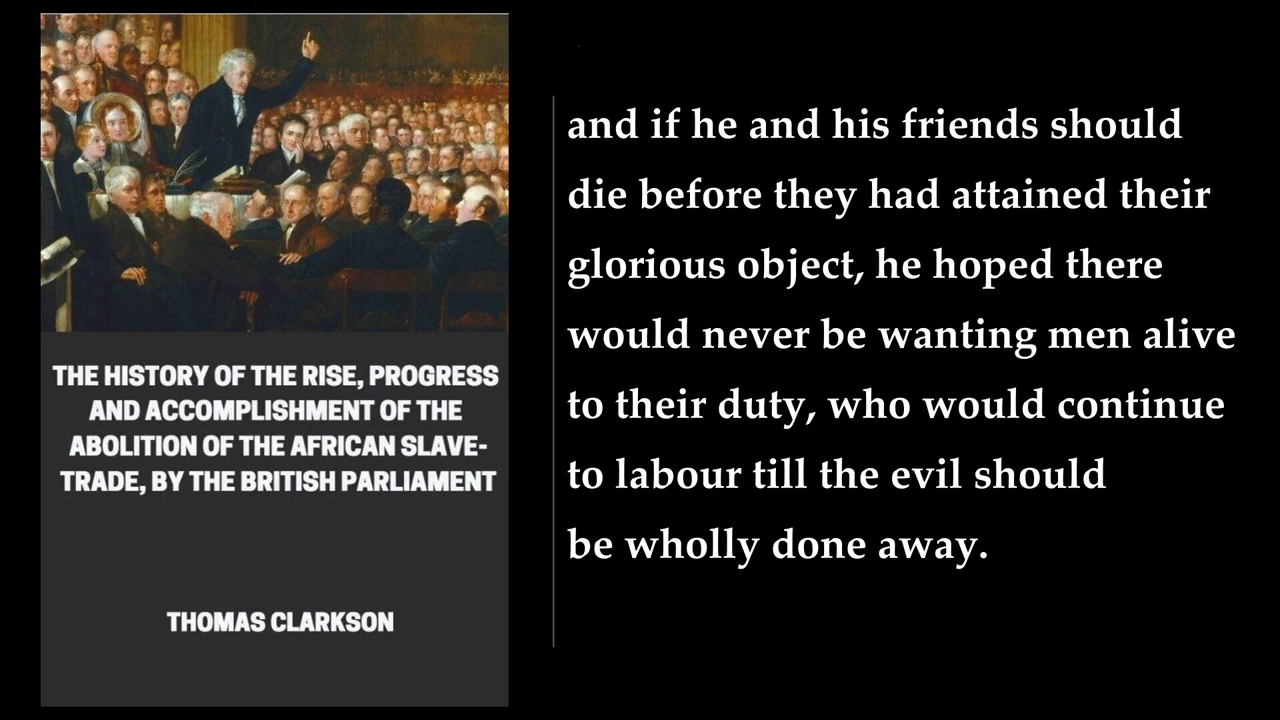 THE HISTORY OF THE RISE, PROGRESS
AND ACCOMPLISHMENT OF THE
ABOLITION OF THE AFRICAN SLAVE-
TRADE, BY THE BRITISH PARLIAMENT
THOMAS CLARKSON
and if he and his friends should
die before they had attained their
glorious object, he hoped there
would never be wanting men alive
to their duty, who would continue
to labour till the evil should
be wholly done away.